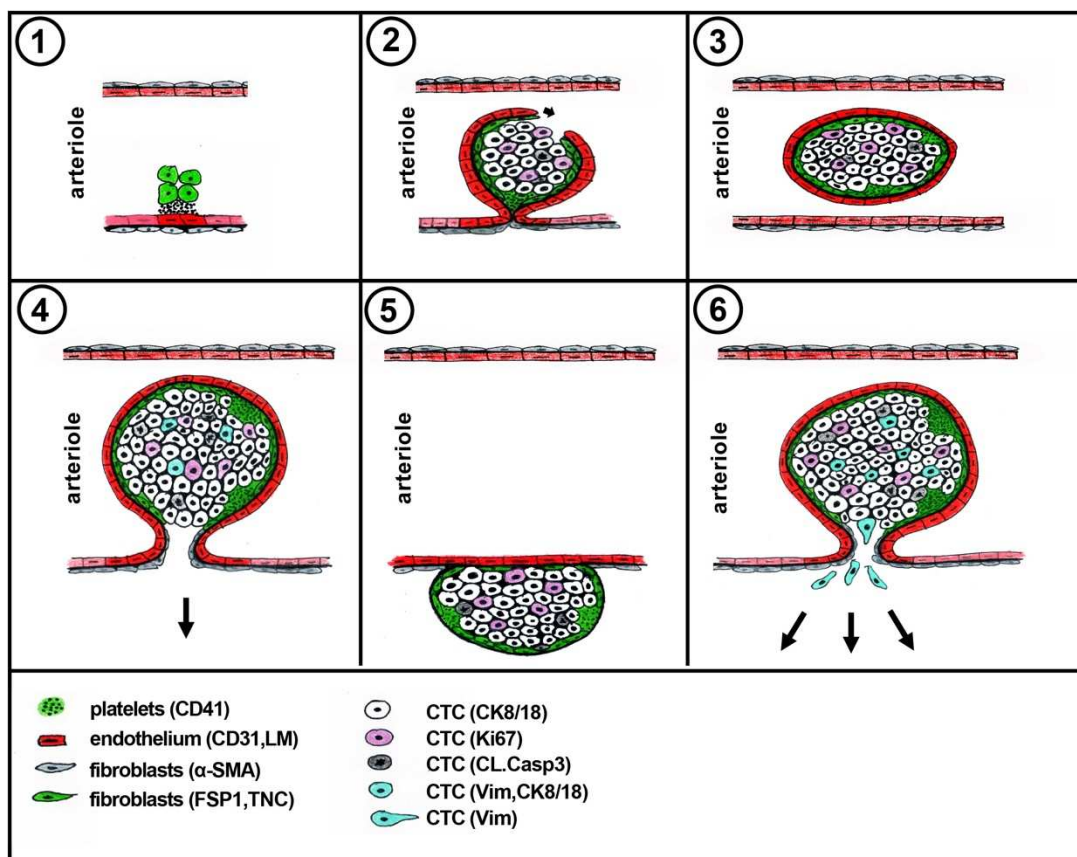 1
2
3
arteriole
arteriole
arteriole
4
5
6
arteriole
arteriole
arteriole
platelets (CD41)
endothelium (CD31,LM)
fibroblasts (α-SMA)
fibroblasts (FSP1,TNC)
CTC (CK8/18)
CTC (Ki67)
CTC (CL.Casp3)
CTC (Vim,CK8/18)
CTC (Vim)